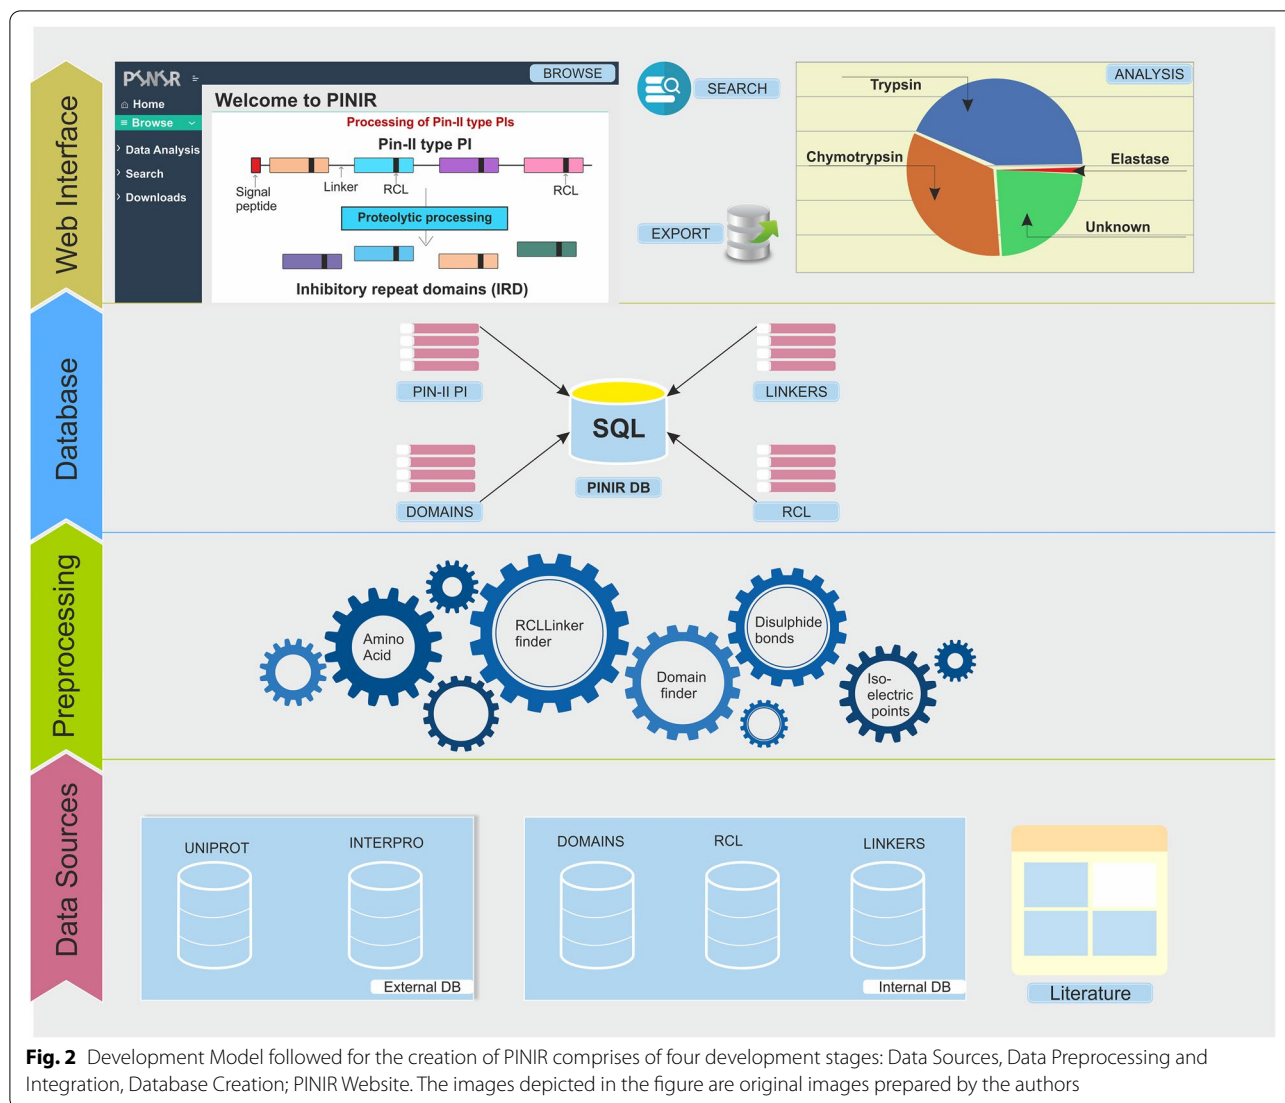 Web Interface
PINIR
Home
Browse
Data Analysis
Search
Downloads
BROWSE
Welcome to PINIR
Processing of Pin-II type PIs
Pin-II type PI
Signal
peptide
Linker
RCL
RCL
Proteolytic processing
Inhibitory repeat domains (IRD)
SEARCH
EXPORT
ANALYSIS
Trypsin
Chymotrypsin
Elastase
Unknown
Database
PIN-II PI
LINKERS
SQL
PINIR DB
DOMAINS
RCL
Preprocessing
Amino
Acid
RCLLinker
finder
Domain
finder
Disulphide
bonds
Iso-
electric
points
Data Sources
UNIPROT
INTERPRO
External DB
DOMAINS
RCL
LINKERS
Internal DB
Literature
Fig. 2 Development Model followed for the creation of PINIR comprises of four development stages: Data Sources, Data Preprocessing and
Integration, Database Creation; PINIR Website. The images depicted in the figure are original images prepared by the authors